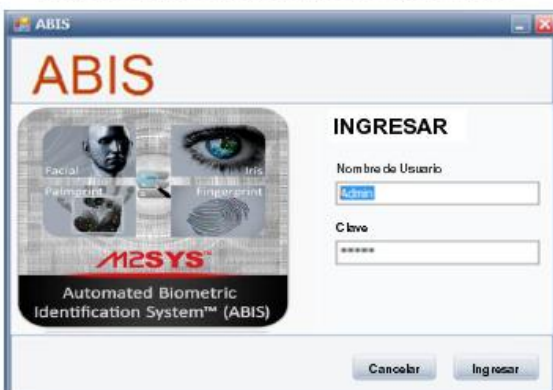 ABIS
ABIS
Facial
Iris
Palmprint
Fingerprint
M2SYS™
Automated Biometric
Identification System™ (ABIS)
INGRESAR
Nombre de Usuario
Admin
Clave
*****
Cancelar
Ingresar